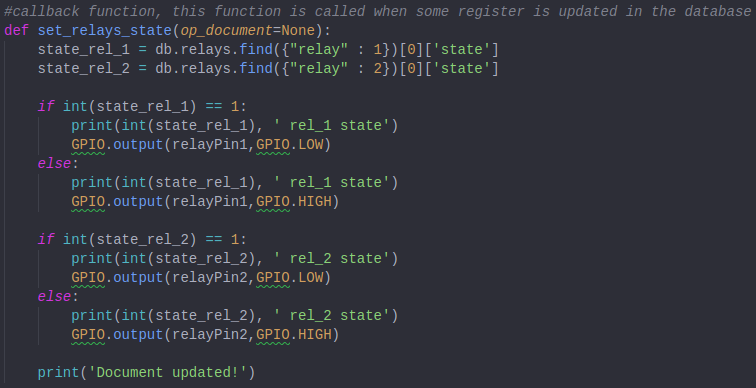 #callback function, this function is called when some register is updated in the database
def set_relays_state(op_document=None):
    state_rel_1 = db.relays.find({"relay" : 1})[0]['state']
    state_rel_2 = db.relays.find({"relay" : 2})[0]['state']

    if int(state_rel_1) == 1:
        print(int(state_rel_1), ' rel_1 state')
        GPIO.output(relayPin1,GPIO.LOW)
    else:
        print(int(state_rel_1), ' rel_1 state')
        GPIO.output(relayPin1,GPIO.HIGH)

    if int(state_rel_2) == 1:
        print(int(state_rel_2), ' rel_2 state')
        GPIO.output(relayPin2,GPIO.LOW)
    else:
        print(int(state_rel_2), ' rel_2 state')
        GPIO.output(relayPin2,GPIO.HIGH)

    print('Document updated!')